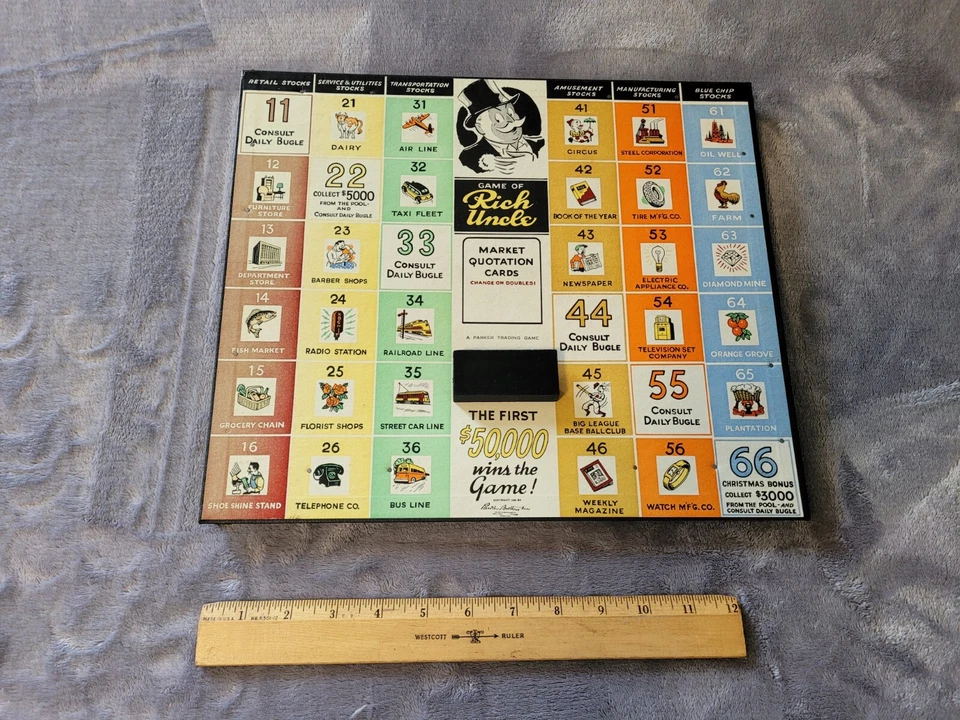 RETAIL STOCKS
11
CONSULT
DAILY BUGLE
12
FURNITURE
STORE
13
DEPARTMENT
STORE
14
FISH MARKET
15
GROCERY CHAIN
16
SHOE SHINE STAND
SERVICE & UTILITIES
STOCKS
21
DAIRY
22
COLLECT $5000
FROM THE POOL-
AND
CONSULT DAILY BUGLE
23
BARBER SHOPS
24
RADIO STATION
25
FLORIST SHOPS
26
TELEPHONE CO.
TRANSPORTATION
STOCKS
31
AIR LINE
32
TAXI FLEET
33
CONSULT
DAILY BUGLE
34
RAILROAD LINE
35
STREET CAR LINE
36
BUS LINE
GAME OF
Rich
Uncle
MARKET
QUOTATION
CARDS
(CHANGE ON DOUBLES)
A PARKER TRADING GAME
THE FIRST
$50,000
wins the
Game!
AMUSEMENT
STOCKS
41
CIRCUS
42
BOOK OF THE YEAR
43
NEWSPAPER
44
CONSULT
DAILY BUGLE
45
BIG LEAGUE
BASE BALL CLUB
46
WEEKLY
MAGAZINE
MANUFACTURING
STOCKS
51
STEEL CORPORATION
52
TIRE M'F'G. CO.
53
ELECTRIC
APPLIANCE CO.
54
TELEVISION SET
COMPANY
55
CONSULT
DAILY BUGLE
56
WATCH M'F'G. CO.
BLUE CHIP
STOCKS
61
OIL WELL
62
FARM
63
DIAMOND MINE
64
ORANGE GROVE
65
PLANTATION
66
CHRISTMAS BONUS
COLLECT $3000
FROM THE POOL-AND
CONSULT DAILY BUGLE
1 2 3 4 5 6 7 8 9 10 11 12
MADE IN U.S.A.
WESTCOTT RULER